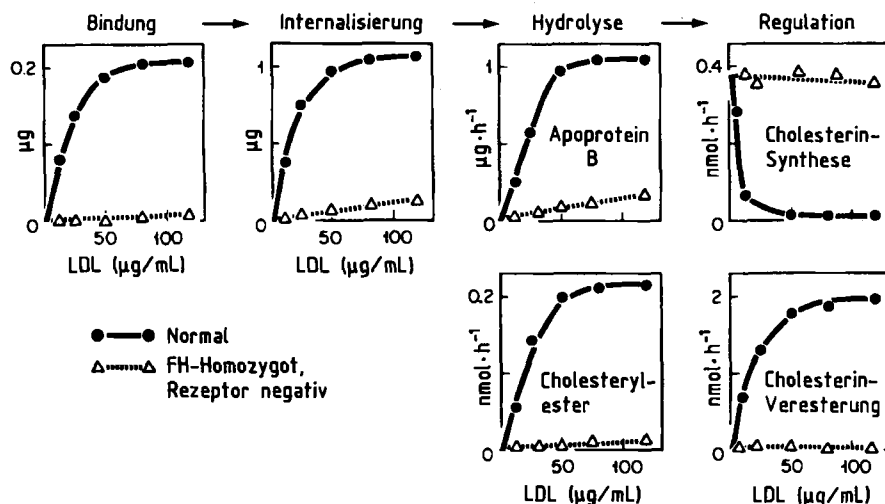 Bindung → Internalisierung → Hydrolyse → Regulation
0.2
0
µg
50 100
LDL (µg/mL)
1
0
µg
50 100
LDL (µg/mL)
1
0
µg·h⁻¹
Apoprotein
B
0.4
0
nmol·h⁻¹
Cholesterin-
Synthese
Normal
FH-Homozygot,
Rezeptor negativ
0.2
0
nmol·h⁻¹
Cholesteryl-
ester
50 100
LDL (µg/mL)
2
0
nmol·h⁻¹
Cholesterin-
Veresterung
50 100
LDL (µg/mL)